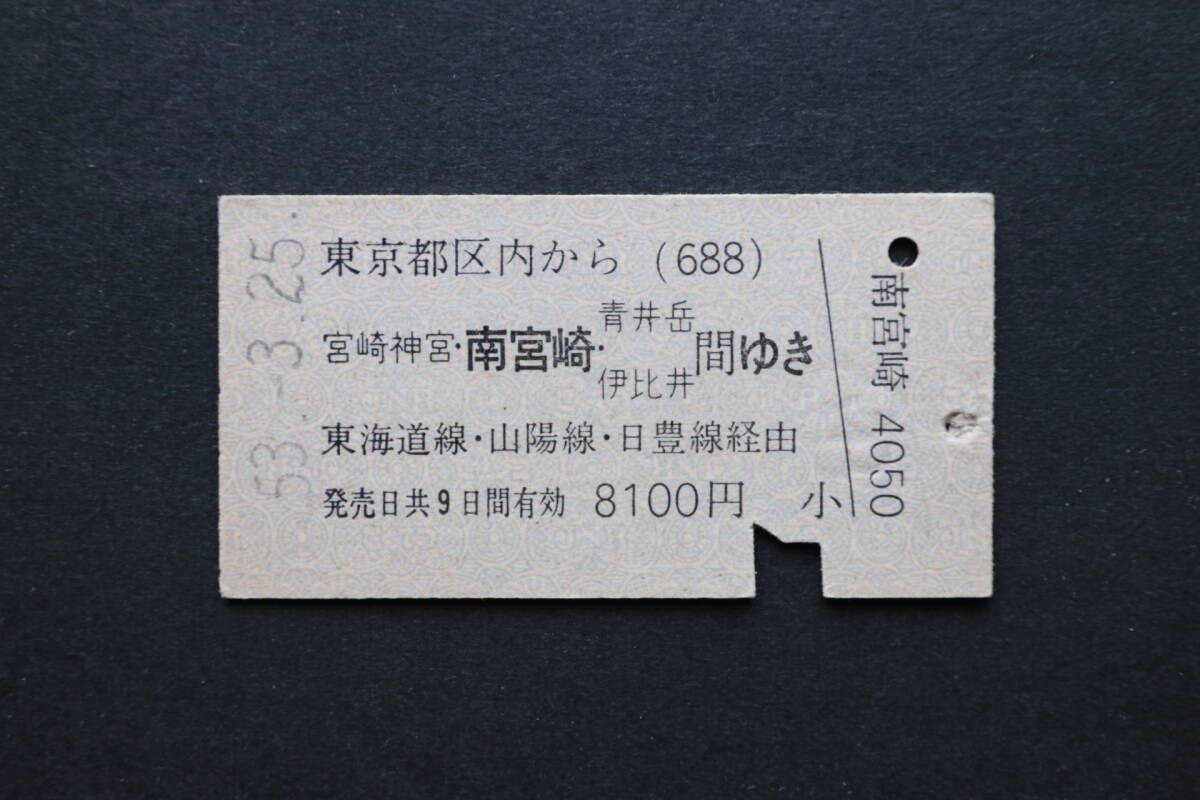 53.-3.25
東京都区内から (688)
青井岳
宮崎神宮・南宮崎・ 間ゆき
伊比井
東海道線・山陽線・日豊線経由
発売日共9日間有効 8100円 小
南宮崎 4050